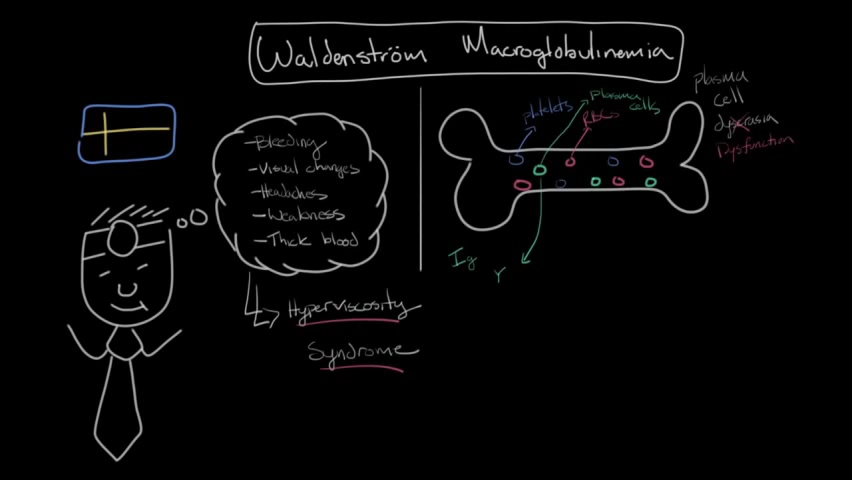 Waldenström Macroglobulinemia
-Bleeding
-Visual changes
-Headaches
-Weakness
-Thick blood
Hyperviscosity
Syndrome
platelets
plasma cells
RBCs
Ig
Y
plasma
cell
dyscrasia
Dysfunction